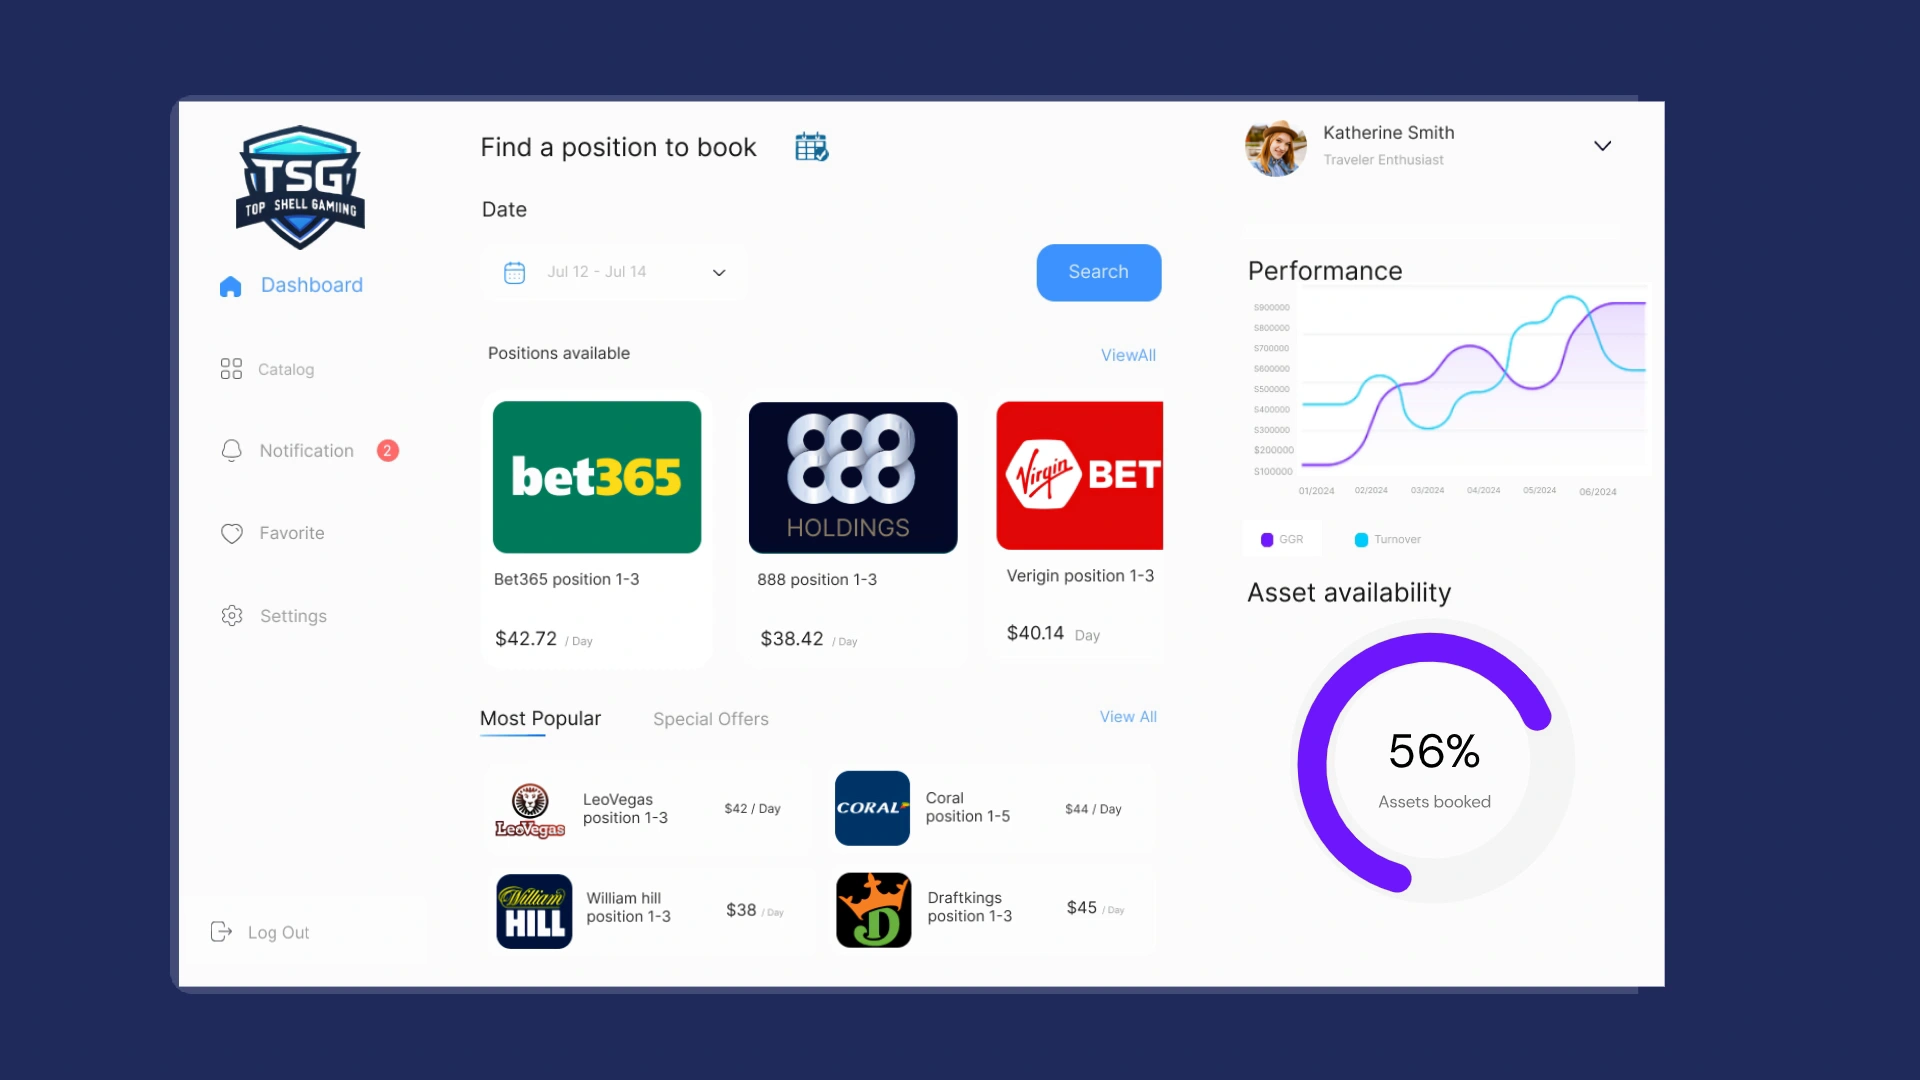 TSG
TOP SHELL GAMIING
Dashboard
Catalog
Notification 2
Favorite
Settings
Log Out
Find a position to book
Date
Jul 12 - Jul 14
Search
Positions available
ViewAll
bet365
Bet365 position 1-3
$42.72 / Day
888
HOLDINGS
888 position 1-3
$38.42 / Day
Virgin BET
Verigin position 1-3
$40.14 Day
Most Popular
Special Offers
View All
LeoVegas
LeoVegas
position 1-3
$42 / Day
CORAL
Coral
position 1-5
$44 / Day
William
HILL
William hill
position 1-3
$38 / Day
D
Draftkings
position 1-3
$45 / Day
Katherine Smith
Traveler Enthusiast
Performance
$900000
$800000
$700000
$600000
$500000
$400000
$300000
$200000
$100000
01/2024 02/2024 03/2024 04/2024 05/2024 06/2024
GGR
Turnover
Asset availability
56%
Assets booked